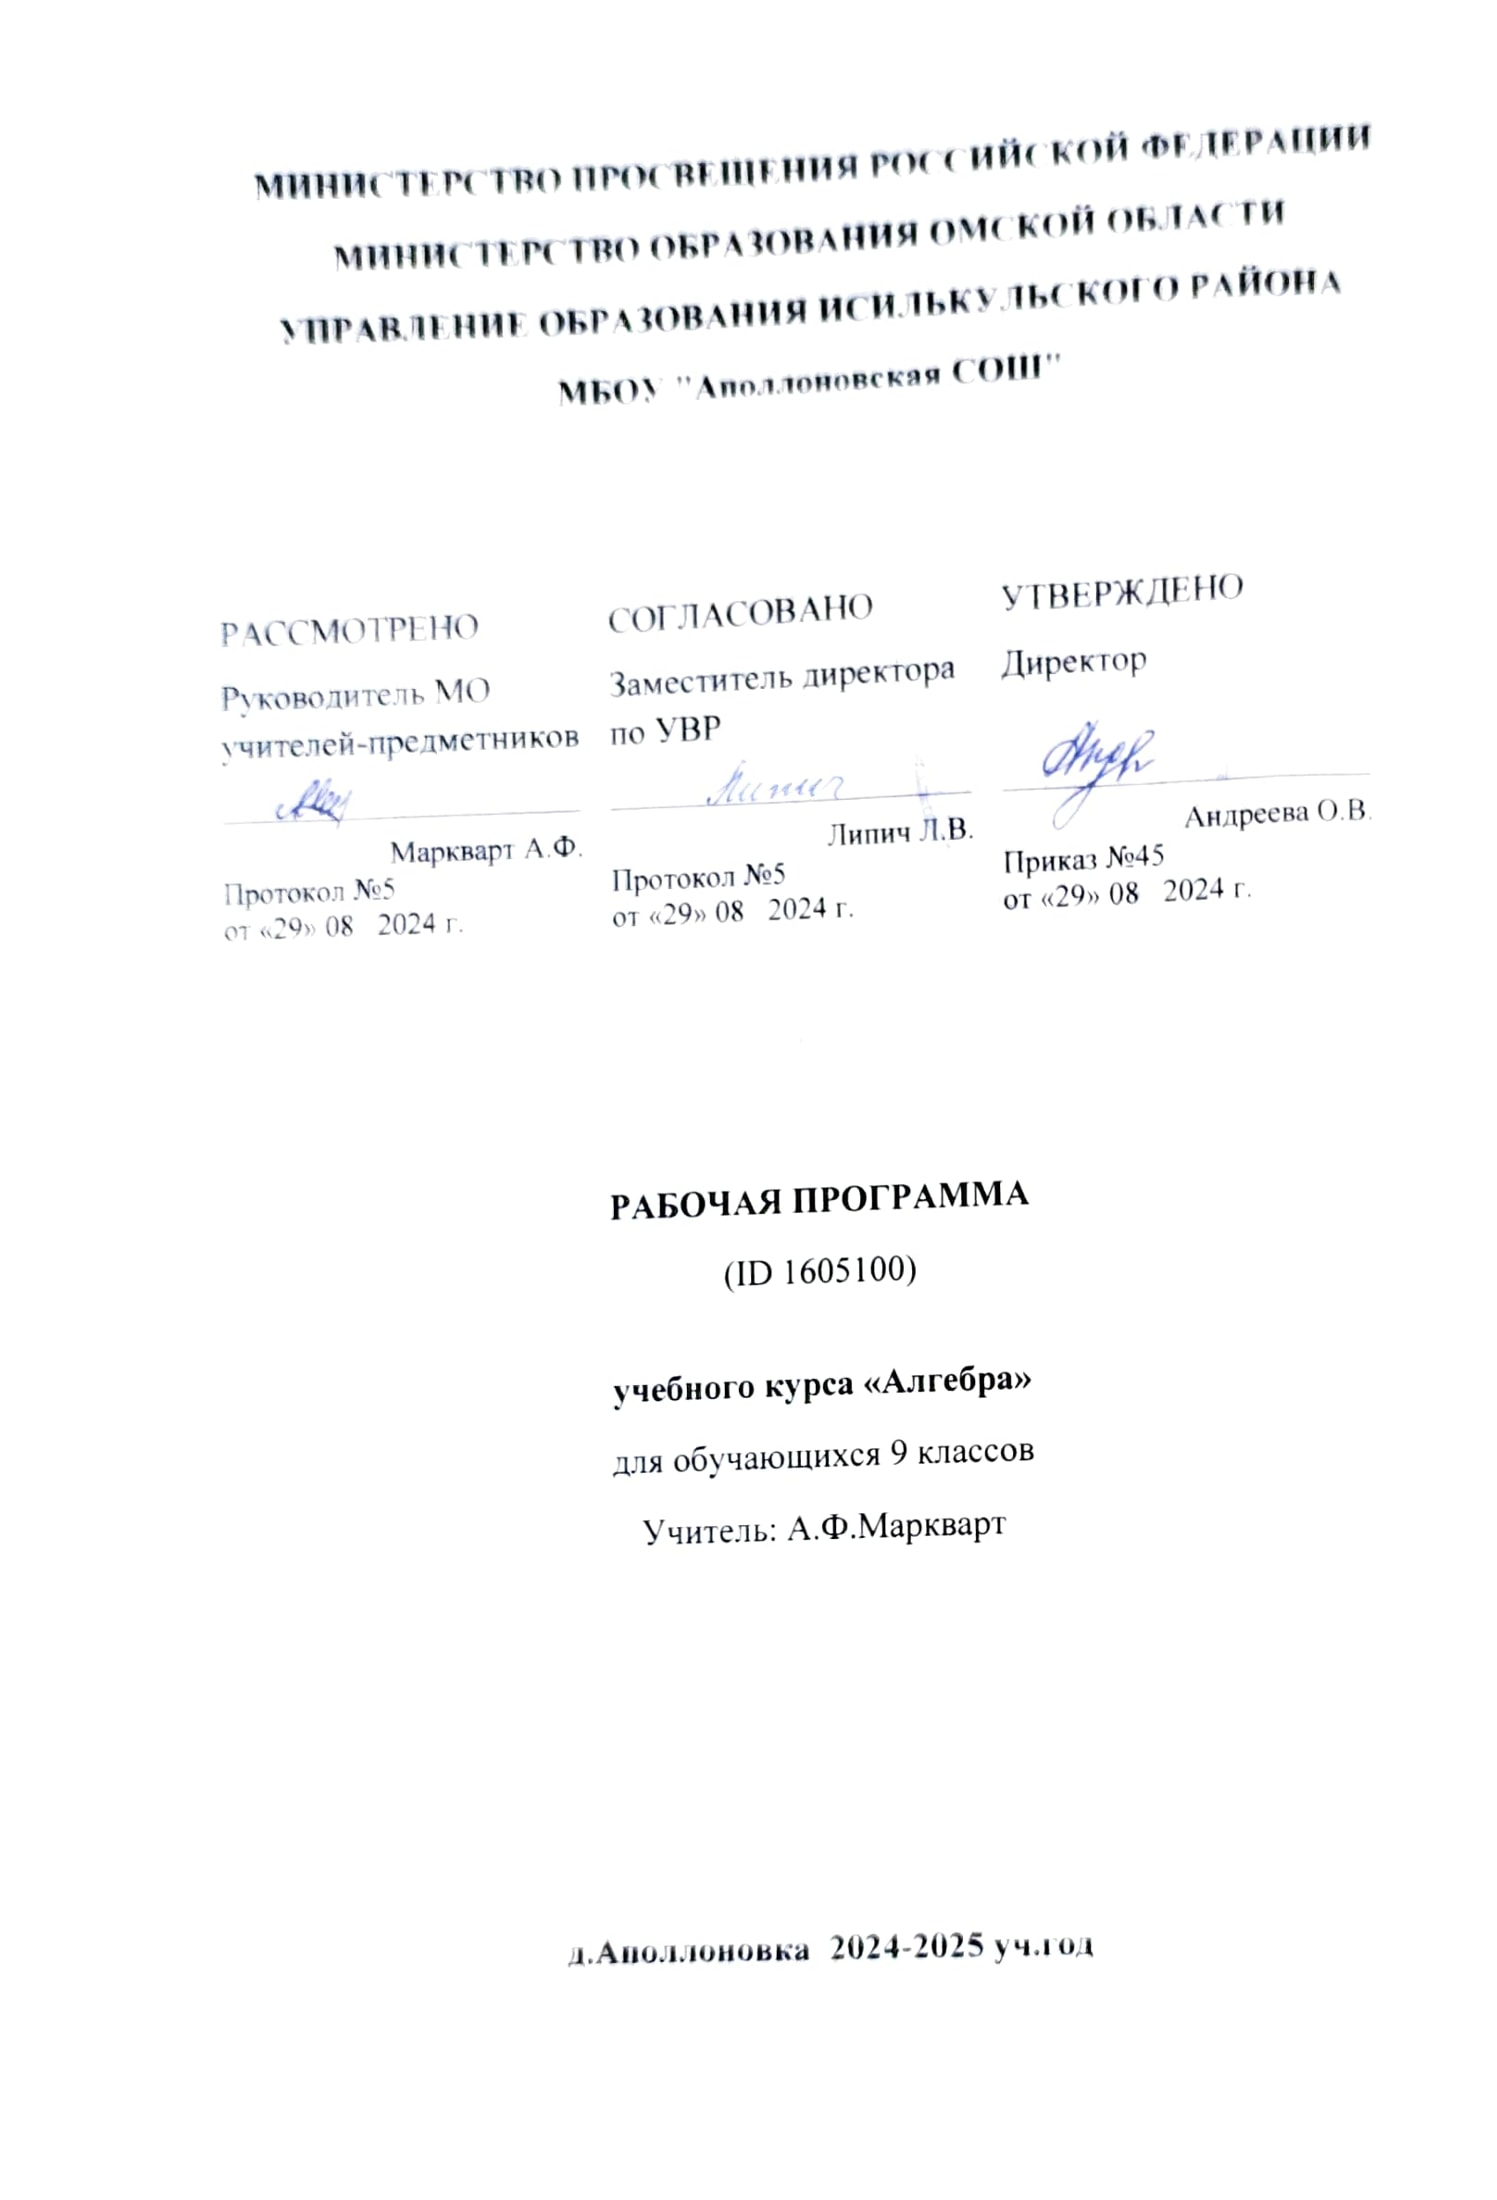 МИНИСТЕРСТВО ПРОСВЕЩЕНИЯ РОССИЙСКОЙ ФЕДЕРАЦИИ
МИНИСТЕРСТВО ОБРАЗОВАНИЯ ОМСКОЙ ОБЛАСТИ
УПРАВЛЕНИЕ ОБРАЗОВАНИЯ ИСИЛЬКУЛЬСКОГО РАЙОНА
МБОУ "Аполлоновская СОШ"
РАССМОТРЕНО
Руководитель МО
учителей-предметников
Маркварт А.Ф.
Протокол №5
от «29» 08 2024 г.
СОГЛАСОВАНО
Заместитель директора
по УВР
Липич
Липич Л.В.
Протокол №5
от «29» 08 2024 г.
УТВЕРЖДЕНО
Директор
Андреева О.В.
Приказ №45
от «29» 08 2024 г.
РАБОЧАЯ ПРОГРАММА
(ID 1605100)
учебного курса «Алгебра»
для обучающихся 9 классов
Учитель: А.Ф.Маркварт
д.Аполлоновка 2024-2025 уч.год